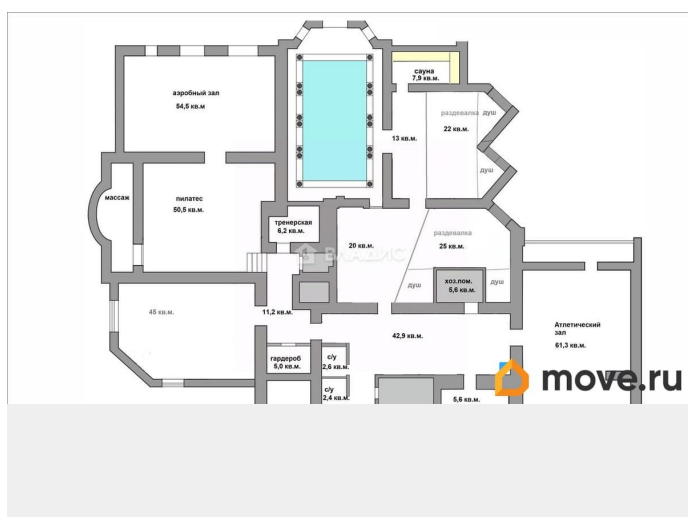 сауна
7,9 кв.м.
аэробный зал
54,5 кв.м
раздевалка душ
22 кв.м.
13 кв.м.
душ
массаж
пилатес
50,5 кв.м.
тренерская
6,2 кв.м.
раздевалка
20 кв.м.
25 кв.м.
ВЛАДИС
хоз.пом.
5,6 кв.м.
душ
душ
45 кв.м.
11,2 кв.м.
42,9 кв.м.
Атлетический
зал
61,3 кв.м.
гардероб
5,0 кв.м.
с/у
2,6 кв.м.
с/у
2,4 кв.м.
5,6 кв.м.
move.ru